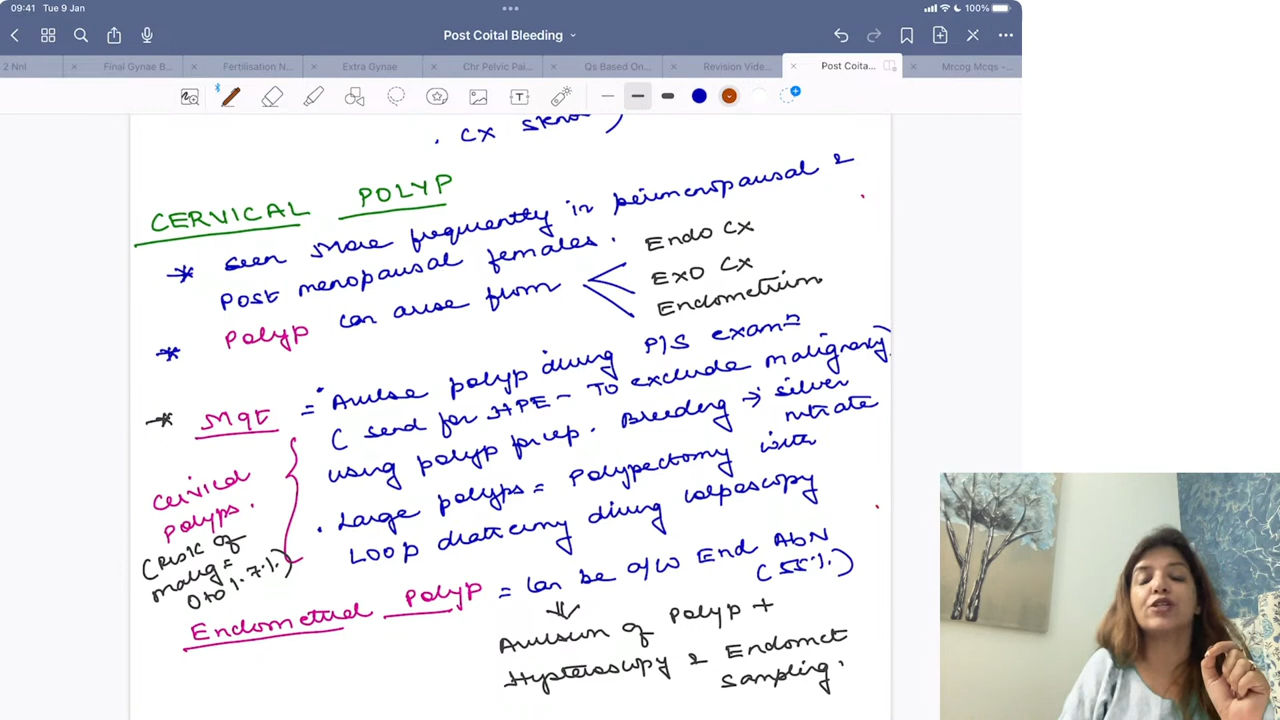 09:41 Tue 9 Jan
100%
Post Coital Bleeding
2 Nnl
Final Gynae B
Fertilisation N...
Extra Gynae
Chr Pelvic Pai...
Qs Based On...
Revision Vide...
Post Coita...
Mrcog Mcqs -...
. CX
CERVICAL POLYP
* Seen more frequently in perimenopausal &
Post menopausal females.
* Polyp can arise from
Endo CX
Exo CX
Endometrium
* Mgt = . Avulse polyp during P/S exam
( send for HPE - To exclude malignancy)
using polyp forcep. Bleeding → silver
nitrate
. Large polyps = Polypectomy with
Loop diathermy during colposcopy
Cervical
Polyps.
(Risk of
malig =
0 to 1.7%)
Endometrial Polyp = Can be a/w End AbN
(55%)
Avulsion of Polyp +
Hysteroscopy & Endomet
Sampling.